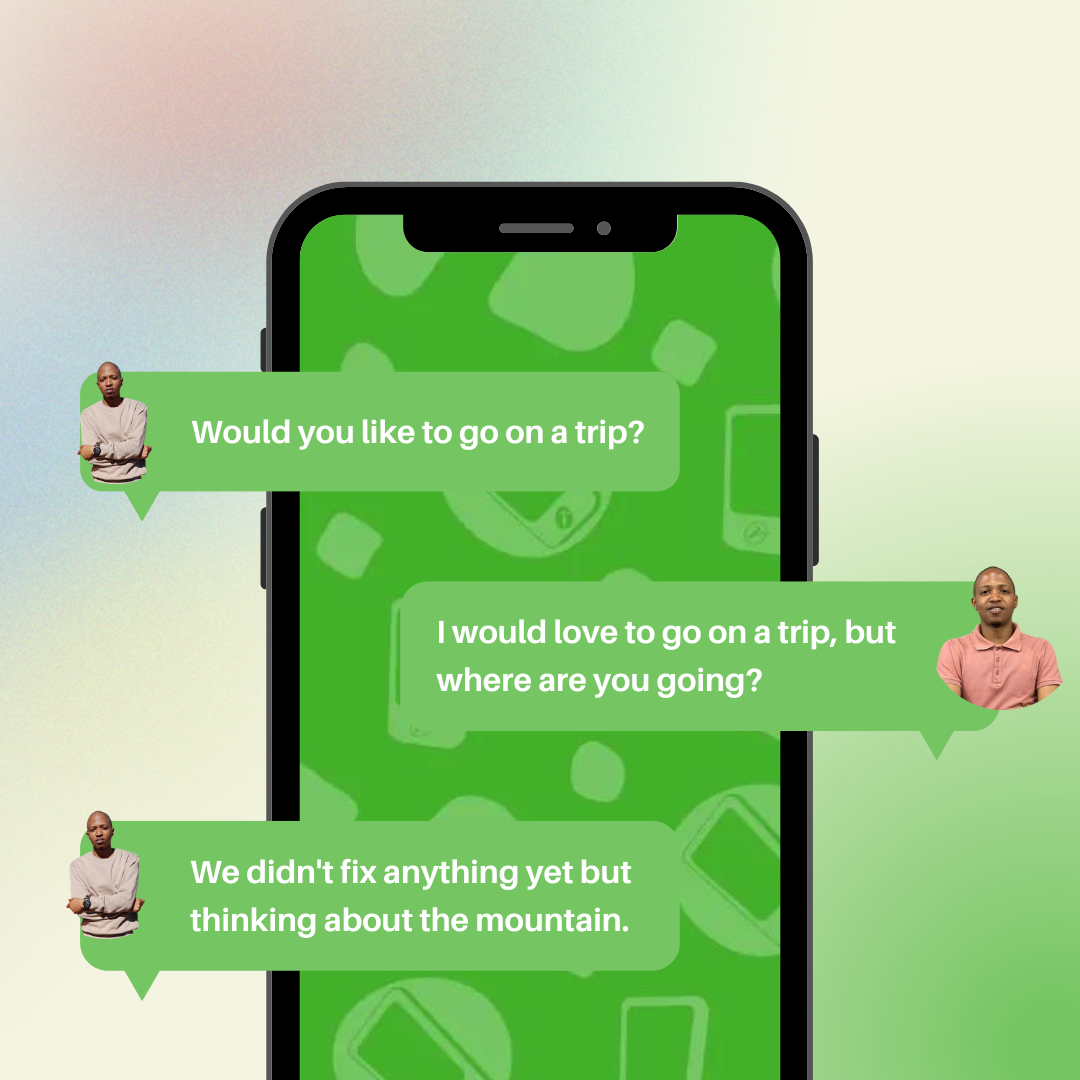 Would you like to go on a trip?
I would love to go on a trip, but
where are you going?
We didn't fix anything yet but
thinking about the mountain.